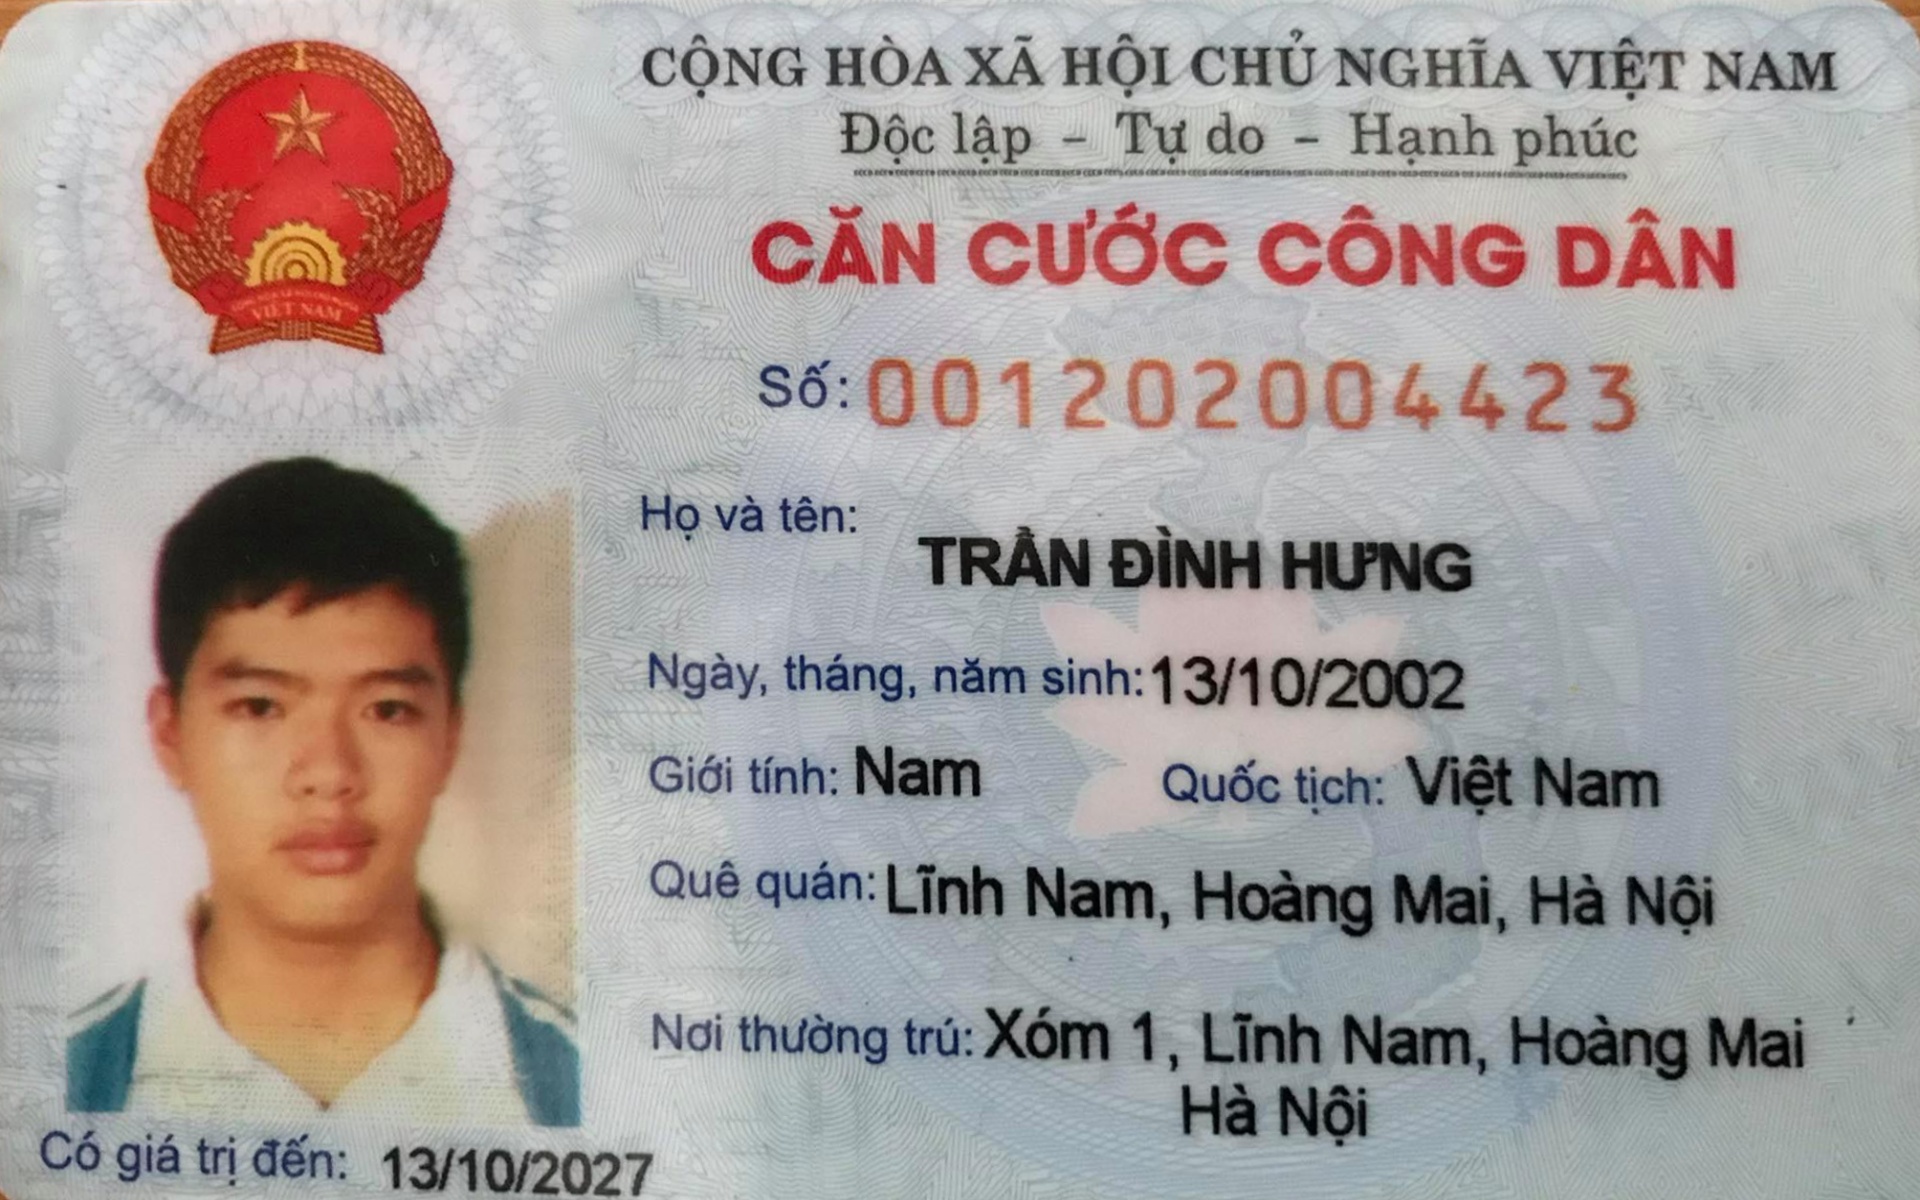 CỘNG HÒA XÃ HỘI CHỦ NGHĨA VIỆT NAM
Độc lập - Tự do - Hạnh phúc
CĂN CƯỚC CÔNG DÂN
Số: 001202004423
Họ và tên:
TRẦN ĐÌNH HƯNG
Ngày, tháng, năm sinh: 13/10/2002
Giới tính: Nam Quốc tịch: Việt Nam
Quê quán: Lĩnh Nam, Hoàng Mai, Hà Nội
Nơi thường trú: Xóm 1, Lĩnh Nam, Hoàng Mai
Hà Nội
Có giá trị đến: 13/10/2027
VIỆT NAM